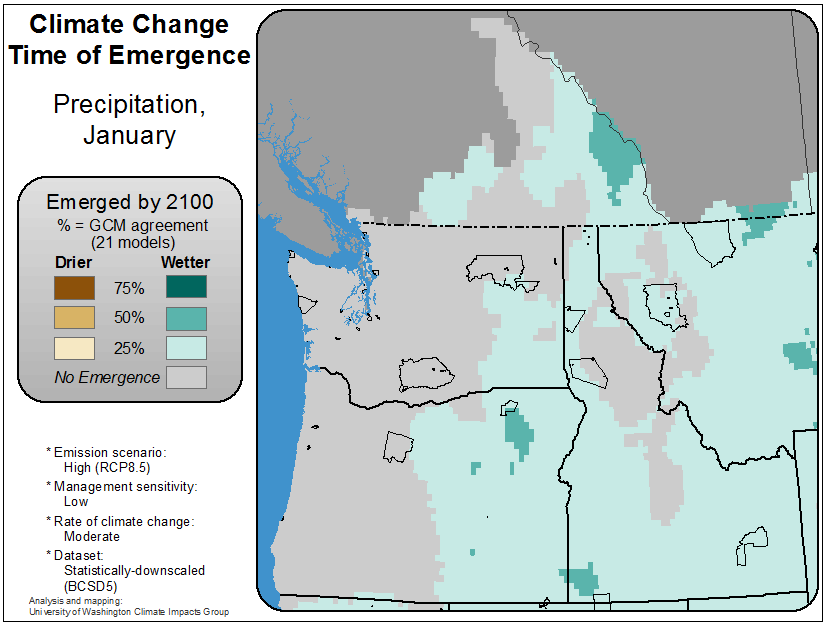 Climate Change
Time of Emergence
Precipitation,
January
Emerged by 2100
% = GCM agreement
(21 models)
Drier Wetter
75%
50%
25%
No Emergence
* Emission scenario:
High (RCP8.5)
* Management sensitivity:
Low
* Rate of climate change:
Moderate
* Dataset:
Statistically-downscaled
(BCSD5)
Analysis and mapping:
University of Washington Climate Impacts Group